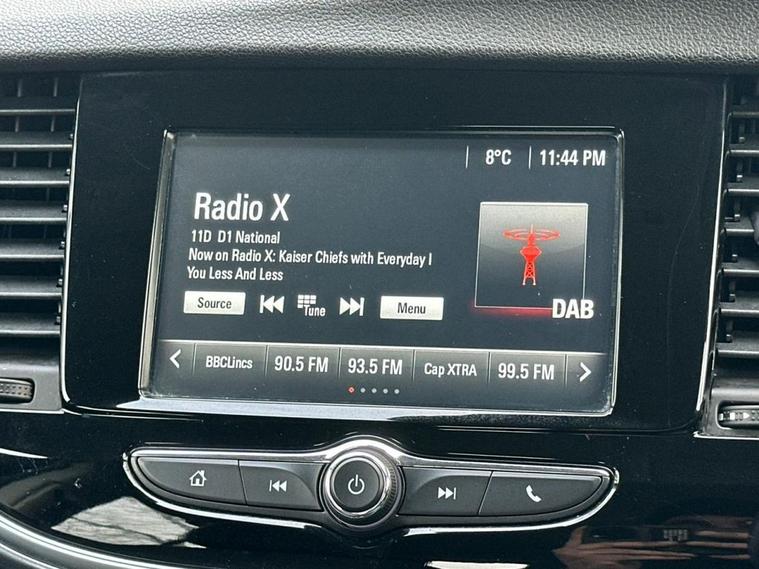 8°C 11:44 PM
Radio X
11D D1 National
Now on Radio X: Kaiser Chiefs with Everyday I
You Less And Less
DAB
Source Tune Menu
BBCLincs 90.5 FM 93.5 FM Cap XTRA 99.5 FM